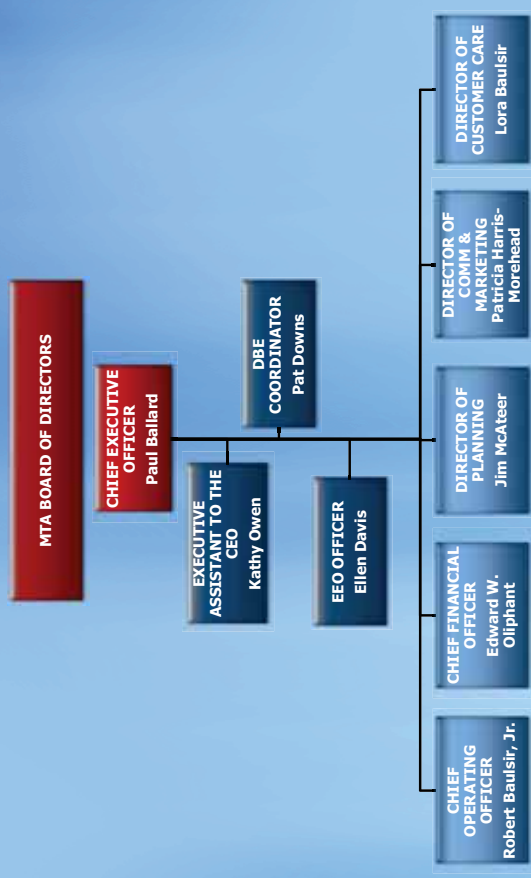 MTA BOARD OF DIRECTORS
CHIEF EXECUTIVE
OFFICER
Paul Ballard
EXECUTIVE
ASSISTANT TO THE
CEO
Kathy Owen
DBE
COORDINATOR
Pat Downs
EEO OFFICER
Ellen Davis
CHIEF
OPERATING
OFFICER
Robert Baulsir, Jr.
CHIEF FINANCIAL
OFFICER
Edward W.
Oliphant
DIRECTOR OF
PLANNING
Jim McAteer
DIRECTOR OF
COMM &
MARKETING
Patricia Harris-
Morehead
DIRECTOR OF
CUSTOMER CARE
Lora Baulsir